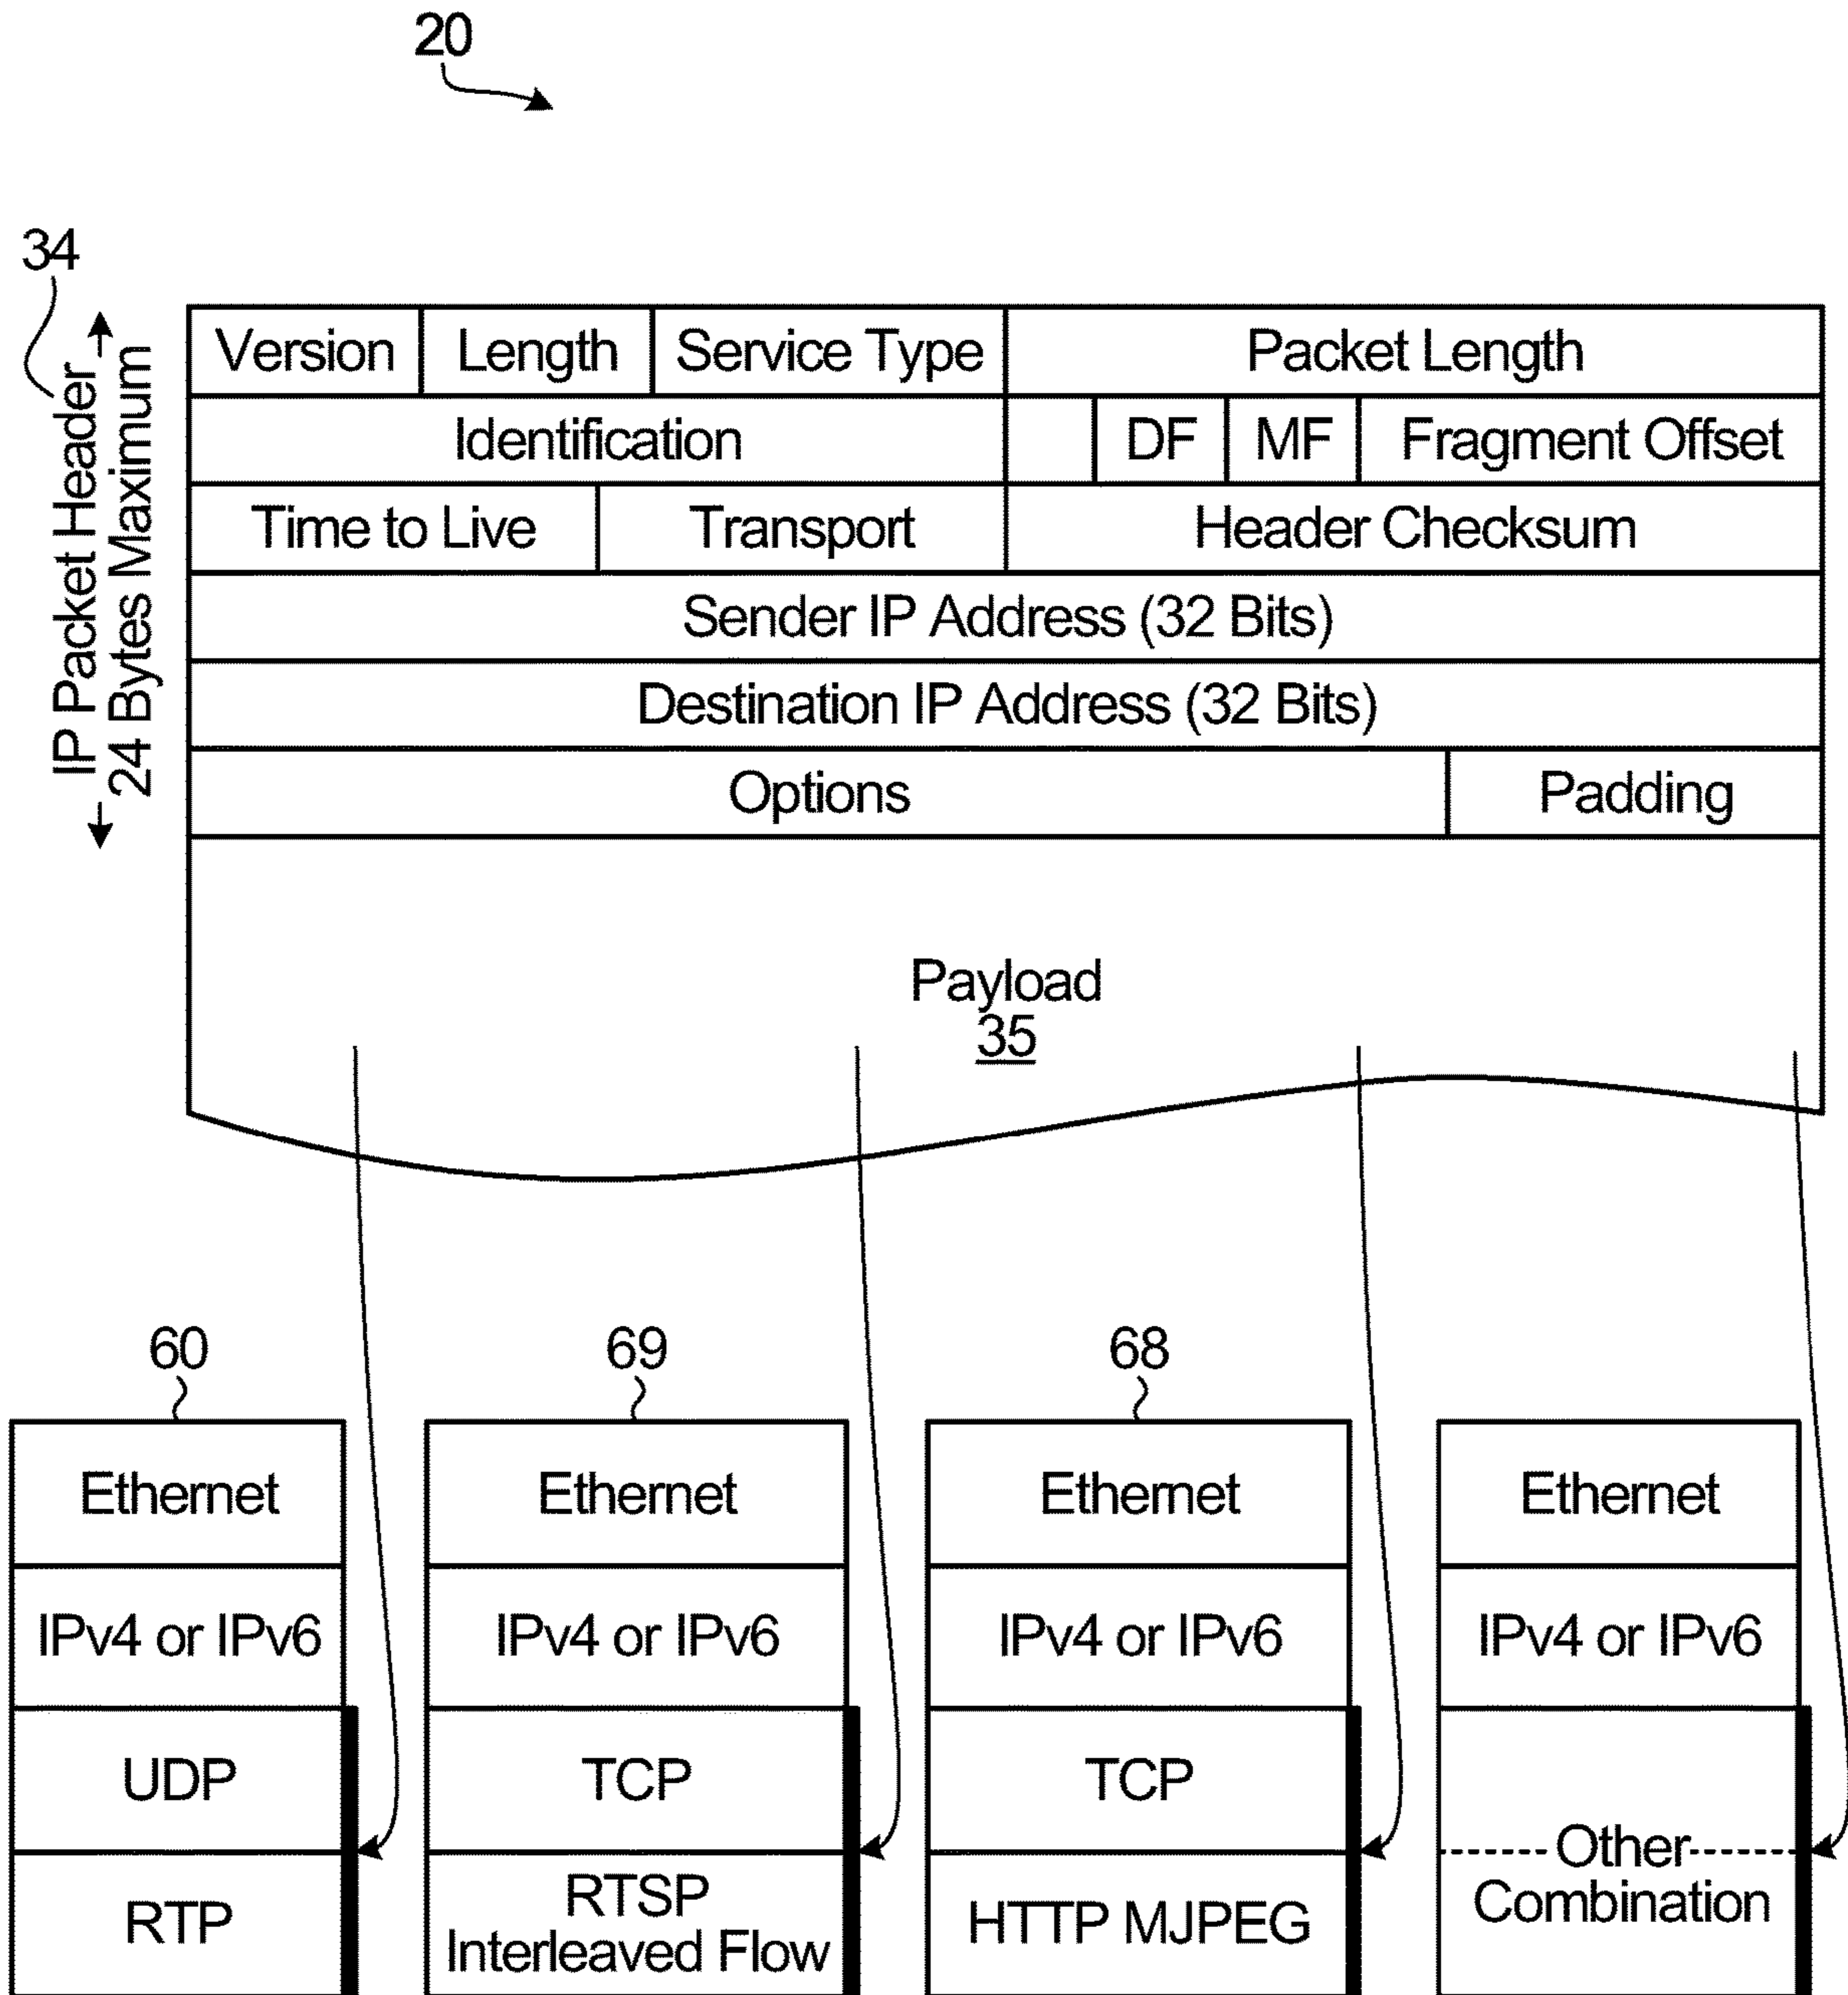 20
34
IP Packet Header
24 Bytes Maximum
Version Length Service Type Packet Length
Identification DF MF Fragment Offset
Time to Live Transport Header Checksum
Sender IP Address (32 Bits)
Destination IP Address (32 Bits)
Options Padding
Payload
35
60 69 68
Ethernet Ethernet Ethernet Ethernet
IPv4 or IPv6 IPv4 or IPv6 IPv4 or IPv6 IPv4 or IPv6
UDP TCP TCP
RTP
RTSP
Interleaved Flow
HTTP MJPEG
Other
Combination